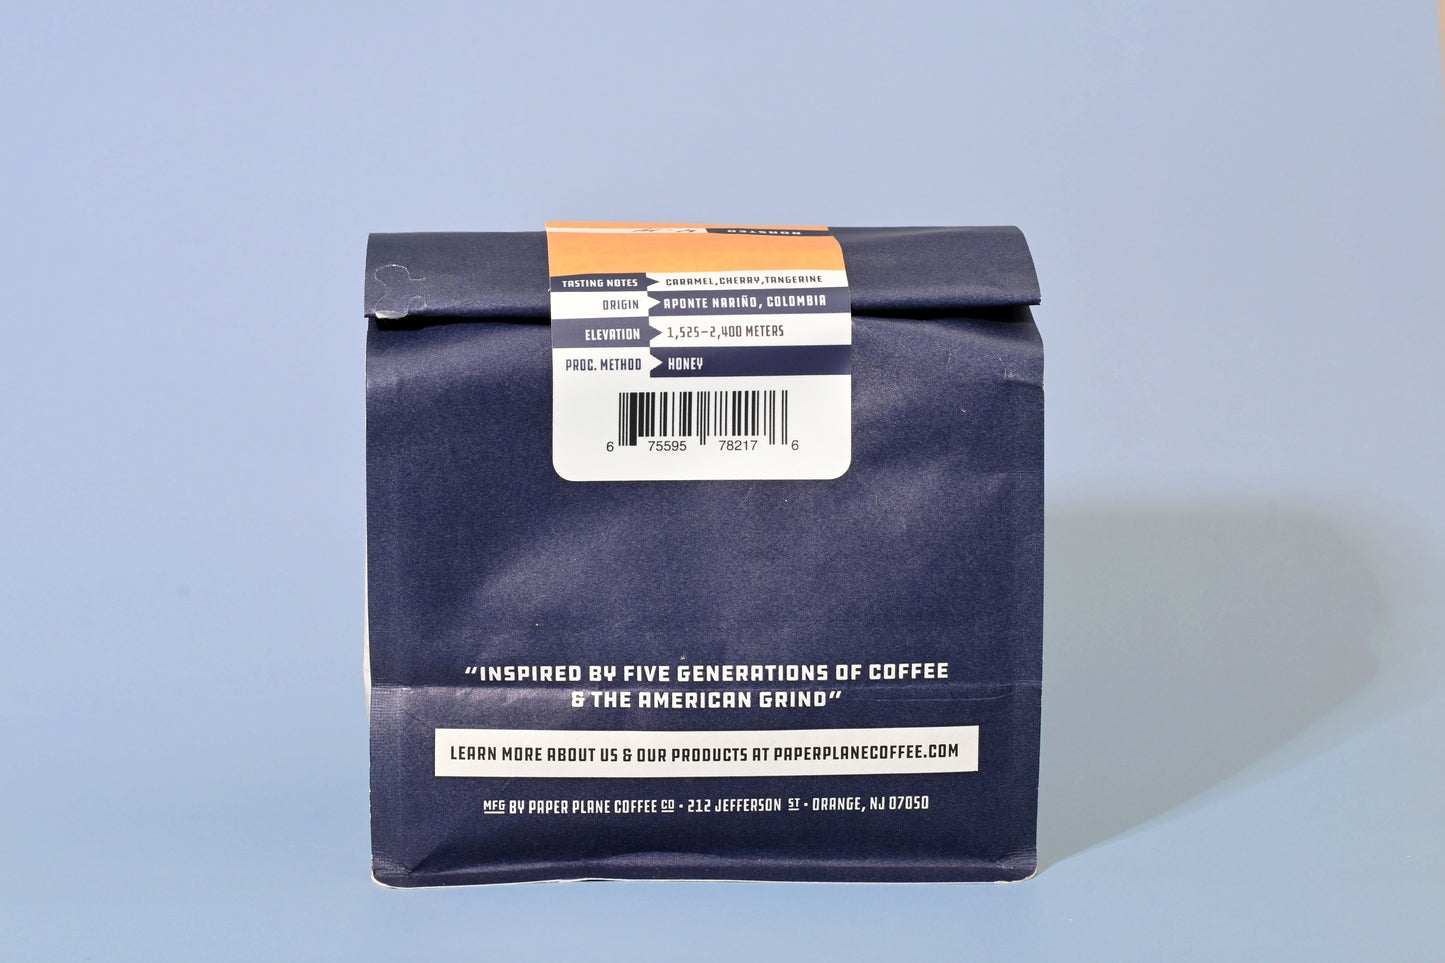 ROASTED
TASTING NOTES CARAMEL,CHERRY,TANGERINE
ORIGIN APONTE NARIÑO, COLOMBIA
ELEVATION 1,525–2,400 METERS
PROC. METHOD HONEY
6 75595 78217 6
“INSPIRED BY FIVE GENERATIONS OF COFFEE
& THE AMERICAN GRIND”
LEARN MORE ABOUT US & OUR PRODUCTS AT PAPERPLANECOFFEE.COM
MFG BY PAPER PLANE COFFEE CO • 212 JEFFERSON ST • ORANGE, NJ 07050